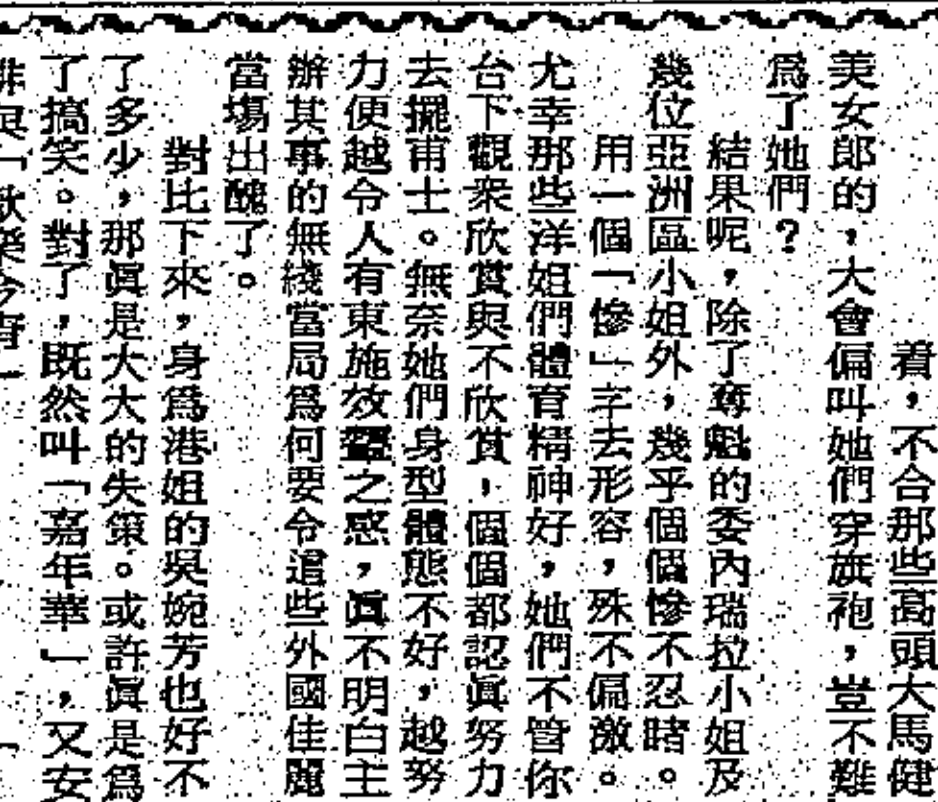 着，不合那些高頭大馬健
美女郎的，大會偏叫她們穿旗袍，豈不難
爲了她們？
結果呢，除了奪魁的委內瑞拉小姐及
幾位亞洲區小姐外，幾乎個個慘不忍睹。
用一個「慘」字去形容，殊不偏激。
尤幸那些洋姐們體育精神好，她們不管你
台下觀衆欣賞與不欣賞，個個都認眞努力
去擺甫士。無奈她們身型體態不好，越努
力便越令人有東施效顰之感，眞不明白主
辦其事的無綫當局爲何要令這些外國佳麗
當場出醜了。
對比下來，身爲港姐的吳婉芳也好不
了多少，那眞是大大的失策。或許眞是爲
了搞笑。對了，既然叫「嘉年華」，又安